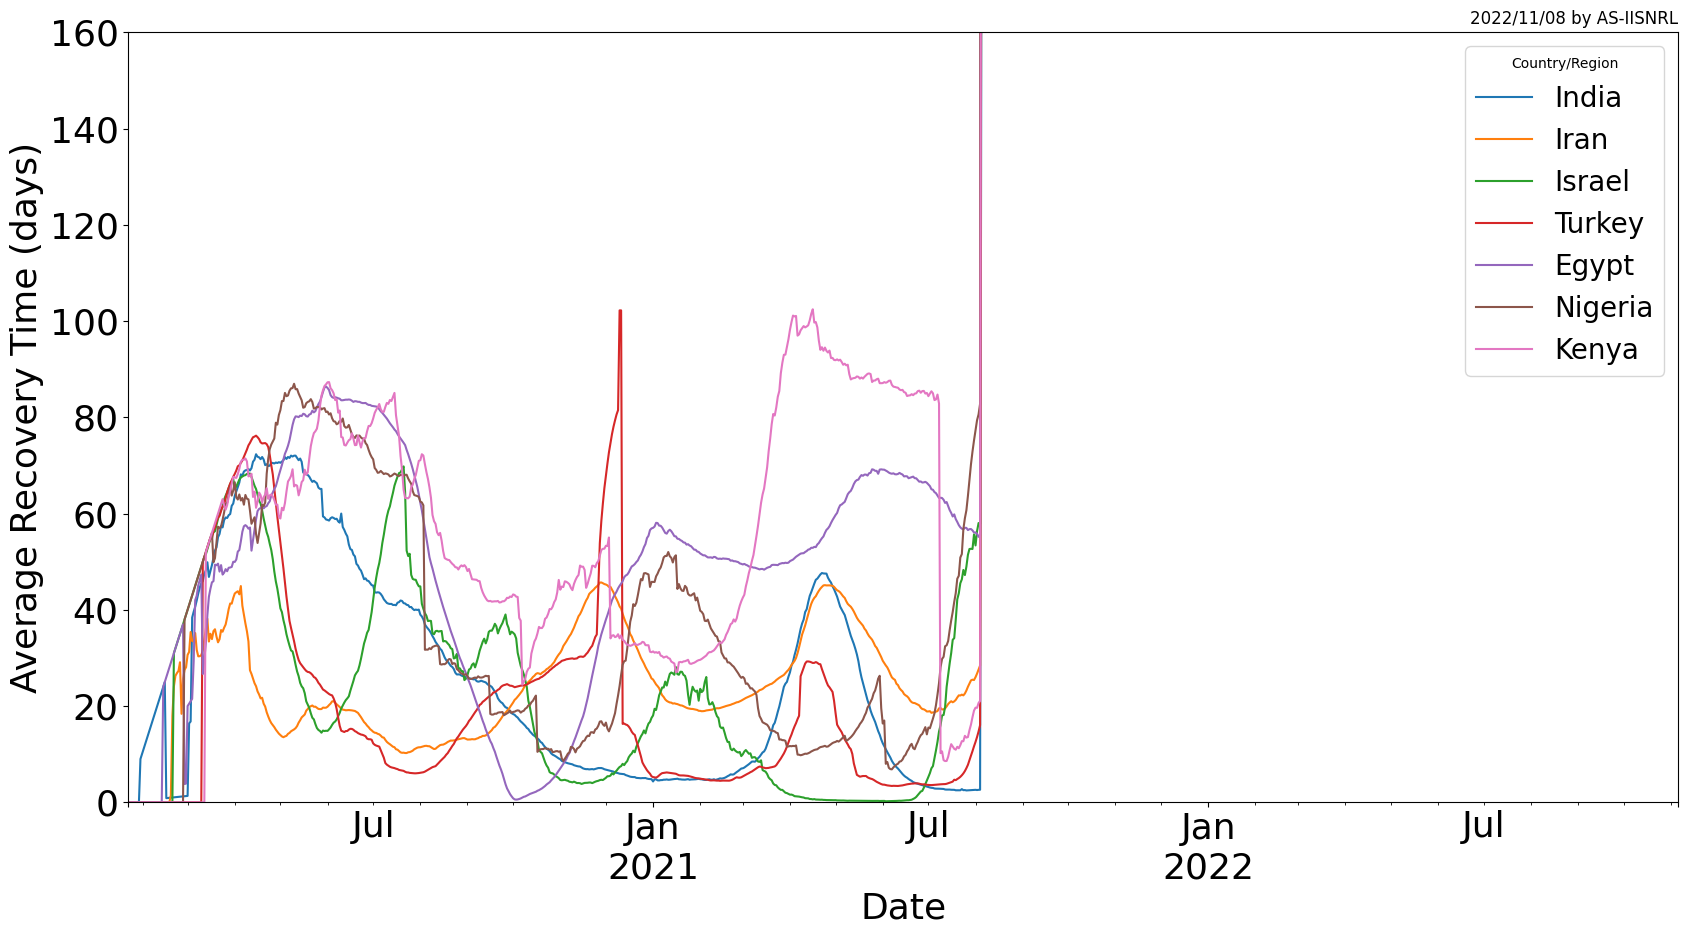 2022/11/08 by AS-IISNRL
160
140
120
100
80
60
40
20
0
Average Recovery Time (days)
Country/Region
India
Iran
Israel
Turkey
Egypt
Nigeria
Kenya
Jul
Jan
2021
Jul
Jan
2022
Jul
Date